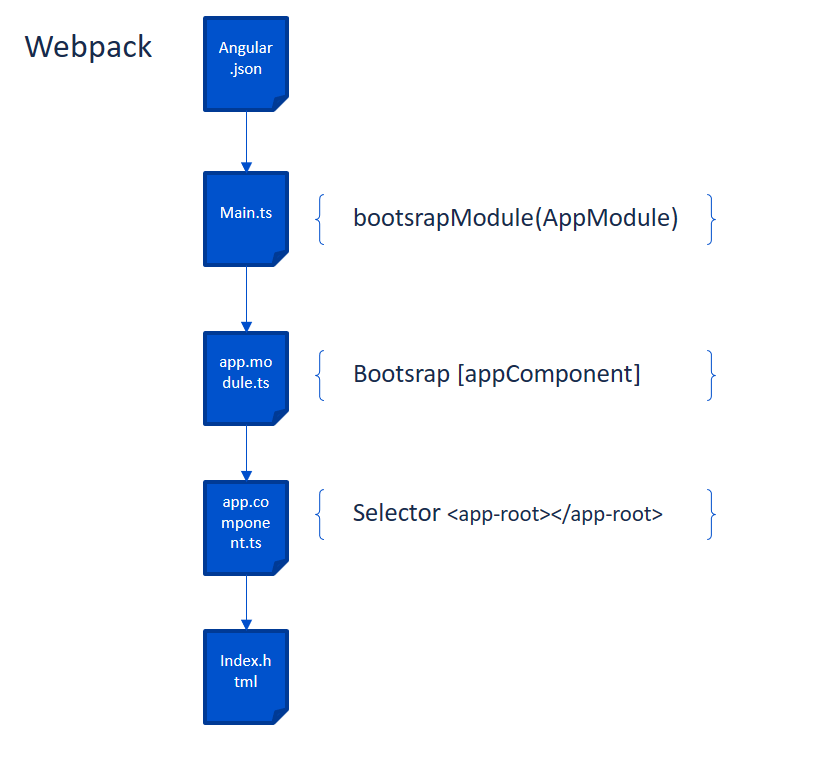 Webpack
Angular
.json
Main.ts
bootsrapModule(AppModule)
app.mo
dule.ts
Bootsrap [appComponent]
app.co
mpone
nt.ts
Selector <app-root></app-root>
Index.h
tml